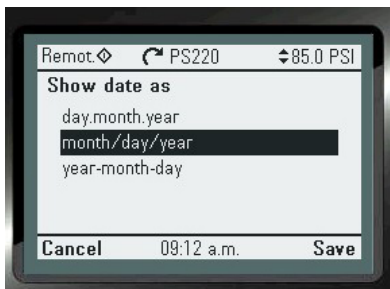 Remot. PS220 85.0 PSI
Show date as
day.month.year
month/day/year
year-month-day
Cancel 09:12 a.m. Save